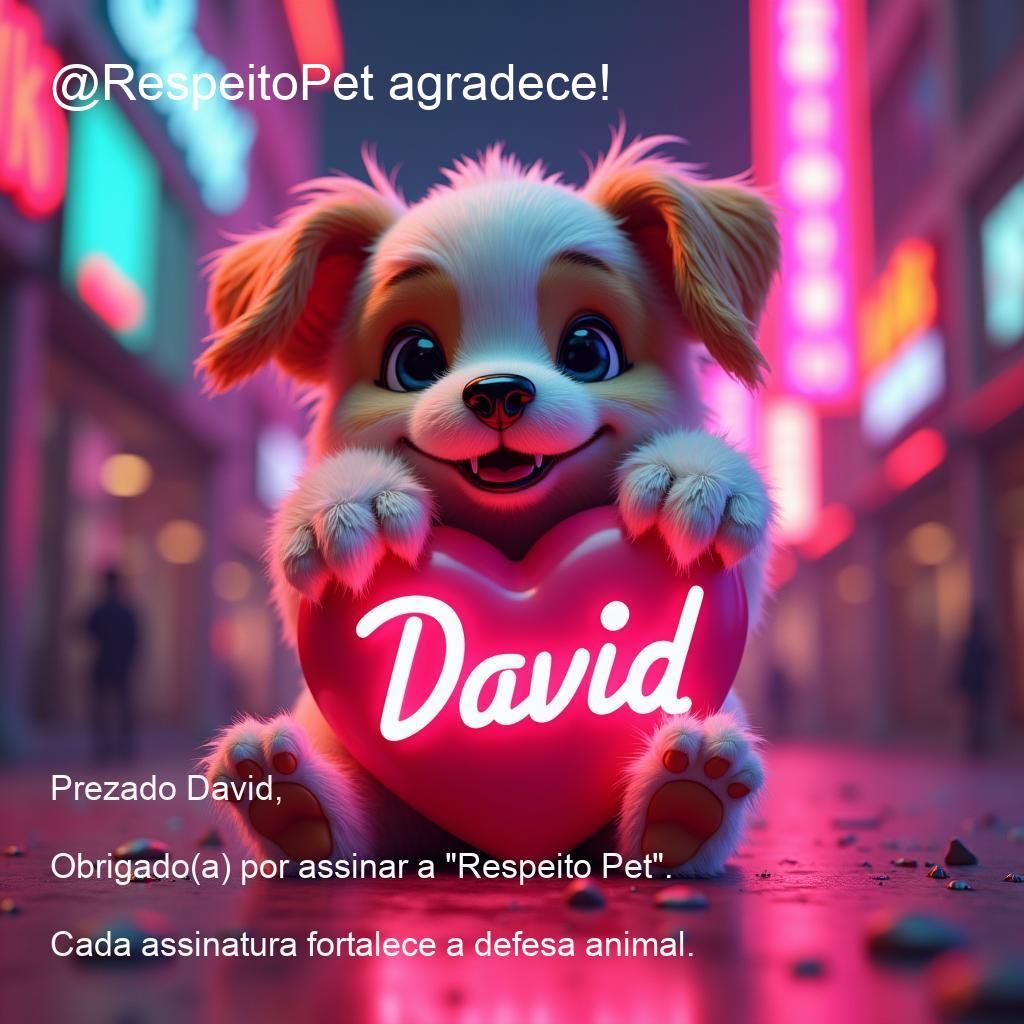 @RespeitoPet agradece!
David
Prezado David,
Obrigado(a) por assinar a "Respeito Pet".
Cada assinatura fortalece a defesa animal.